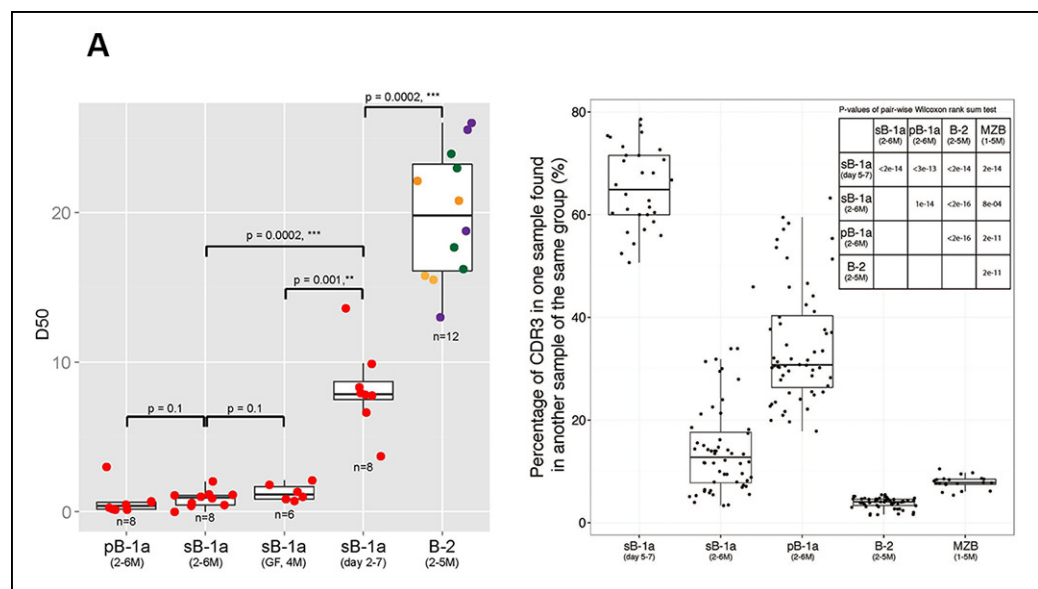 A
p = 0.0002, ***
p = 0.0002, ***
p = 0.001,**
p = 0.1
p = 0.1
D50
20
10
0
n=8
n=8
n=6
n=8
n=12
pB-1a
(2-6M)
sB-1a
(2-6M)
sB-1a
(GF, 4M)
sB-1a
(day 2-7)
B-2
(2-5M)
Percentage of CDR3 in one sample found
in another sample of the same group (%)
80
60
40
20
0
sB-1a
(day 5-7)
sB-1a
(2-6M)
pB-1a
(2-6M)
B-2
(2-5M)
MZB
(1-5M)
P-values of pair-wise Wilcoxon rank sum test
sB-1a (2-6M) pB-1a (2-6M) B-2 (2-5M) MZB (1-5M)
sB-1a (day 5-7) <2e-14 <3e-13 <2e-14 2e-14
sB-1a (2-6M) 1e-14 <2e-16 8e-04
pB-1a (2-6M) <2e-16 2e-11
B-2 (2-5M) 2e-11